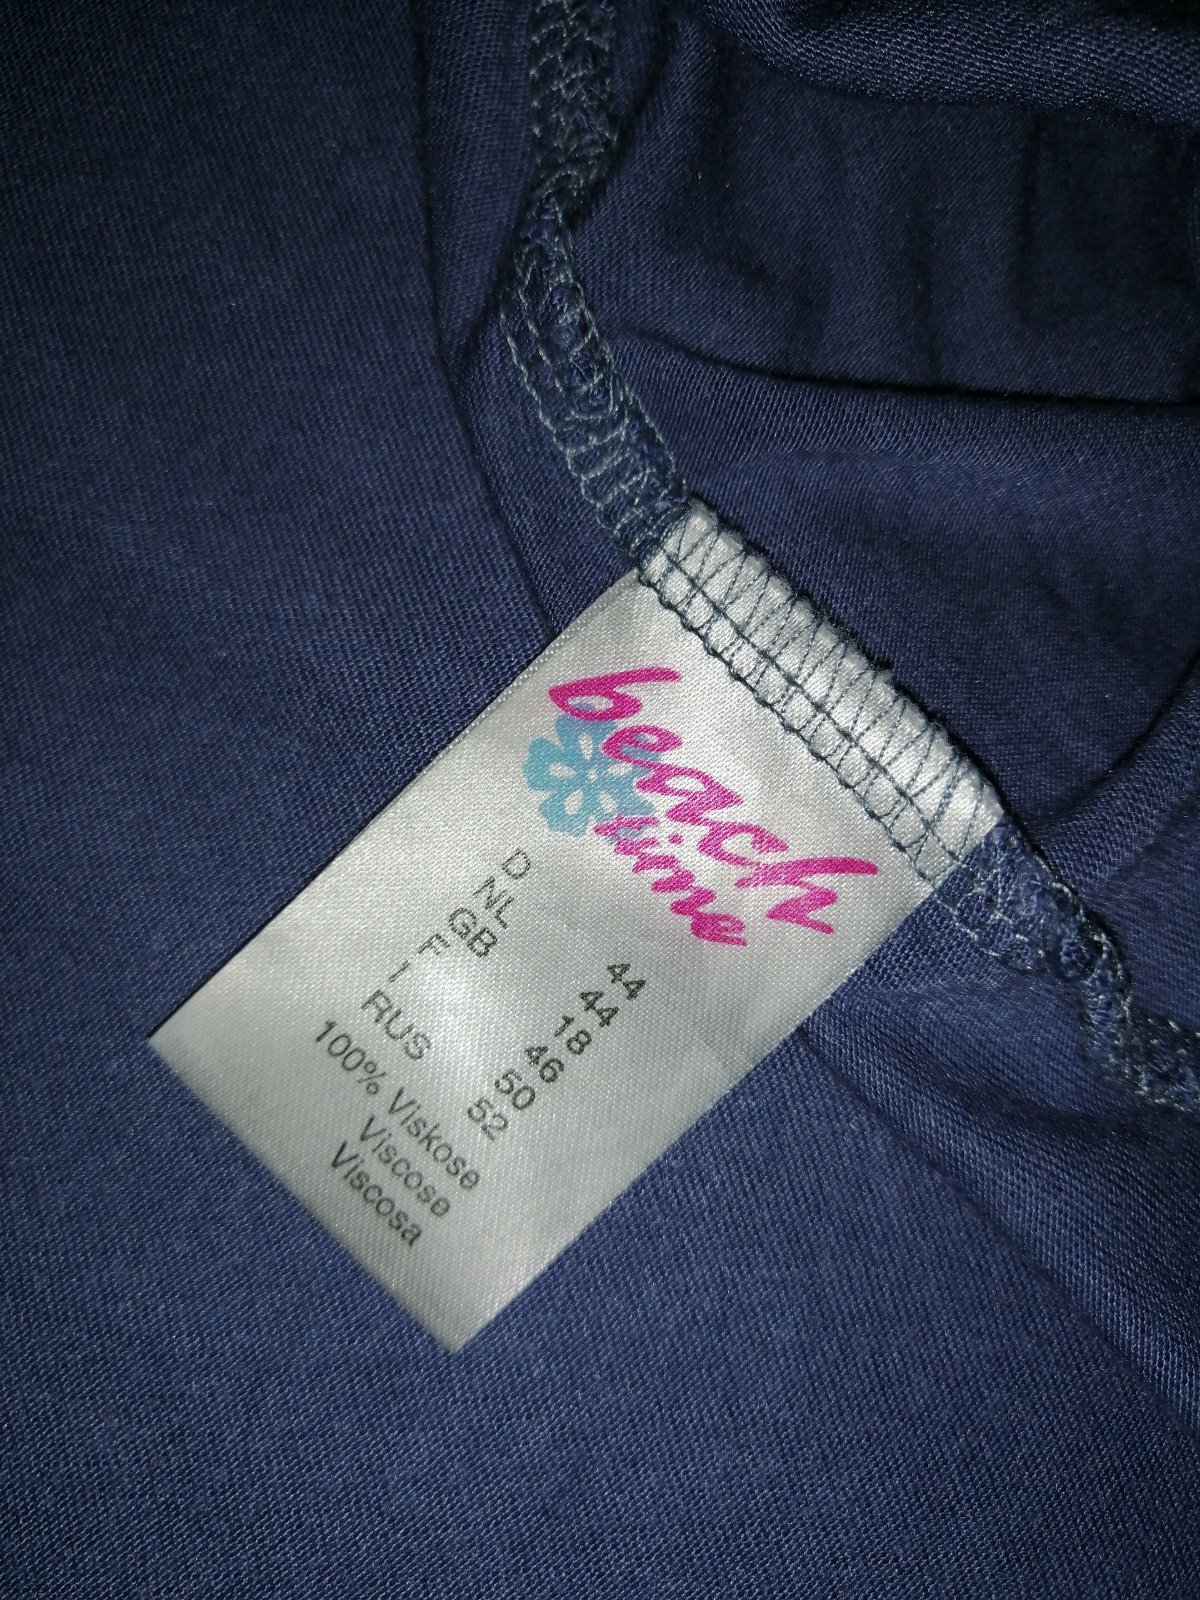 beach
time
D 44
NL 44
GB 18
F 46
I 50
RUS 52
100% Viskose
Viscose
Viscosa